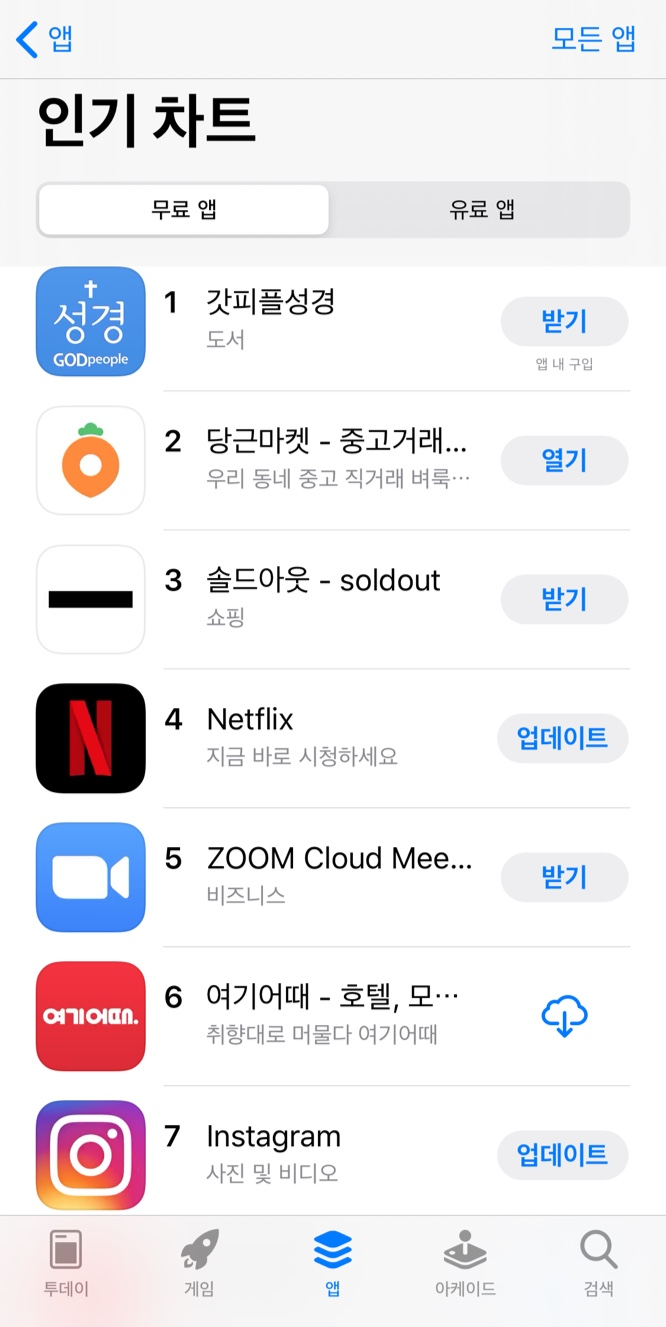 앱
모든 앱
인기 차트
무료 앱
유료 앱
성경
GODpeople
1
갓피플성경
도서
받기
앱 내 구입
2
당근마켓 - 중고거래...
우리 동네 중고 직거래 벼룩...
열기
3
솔드아웃 - soldout
쇼핑
받기
N
4
Netflix
지금 바로 시청하세요
업데이트
5
ZOOM Cloud Mee...
비즈니스
받기
여기어때.
6
여기어때 - 호텔, 모...
취향대로 머물다 여기어때
7
Instagram
사진 및 비디오
업데이트
투데이
게임
앱
아케이드
검색